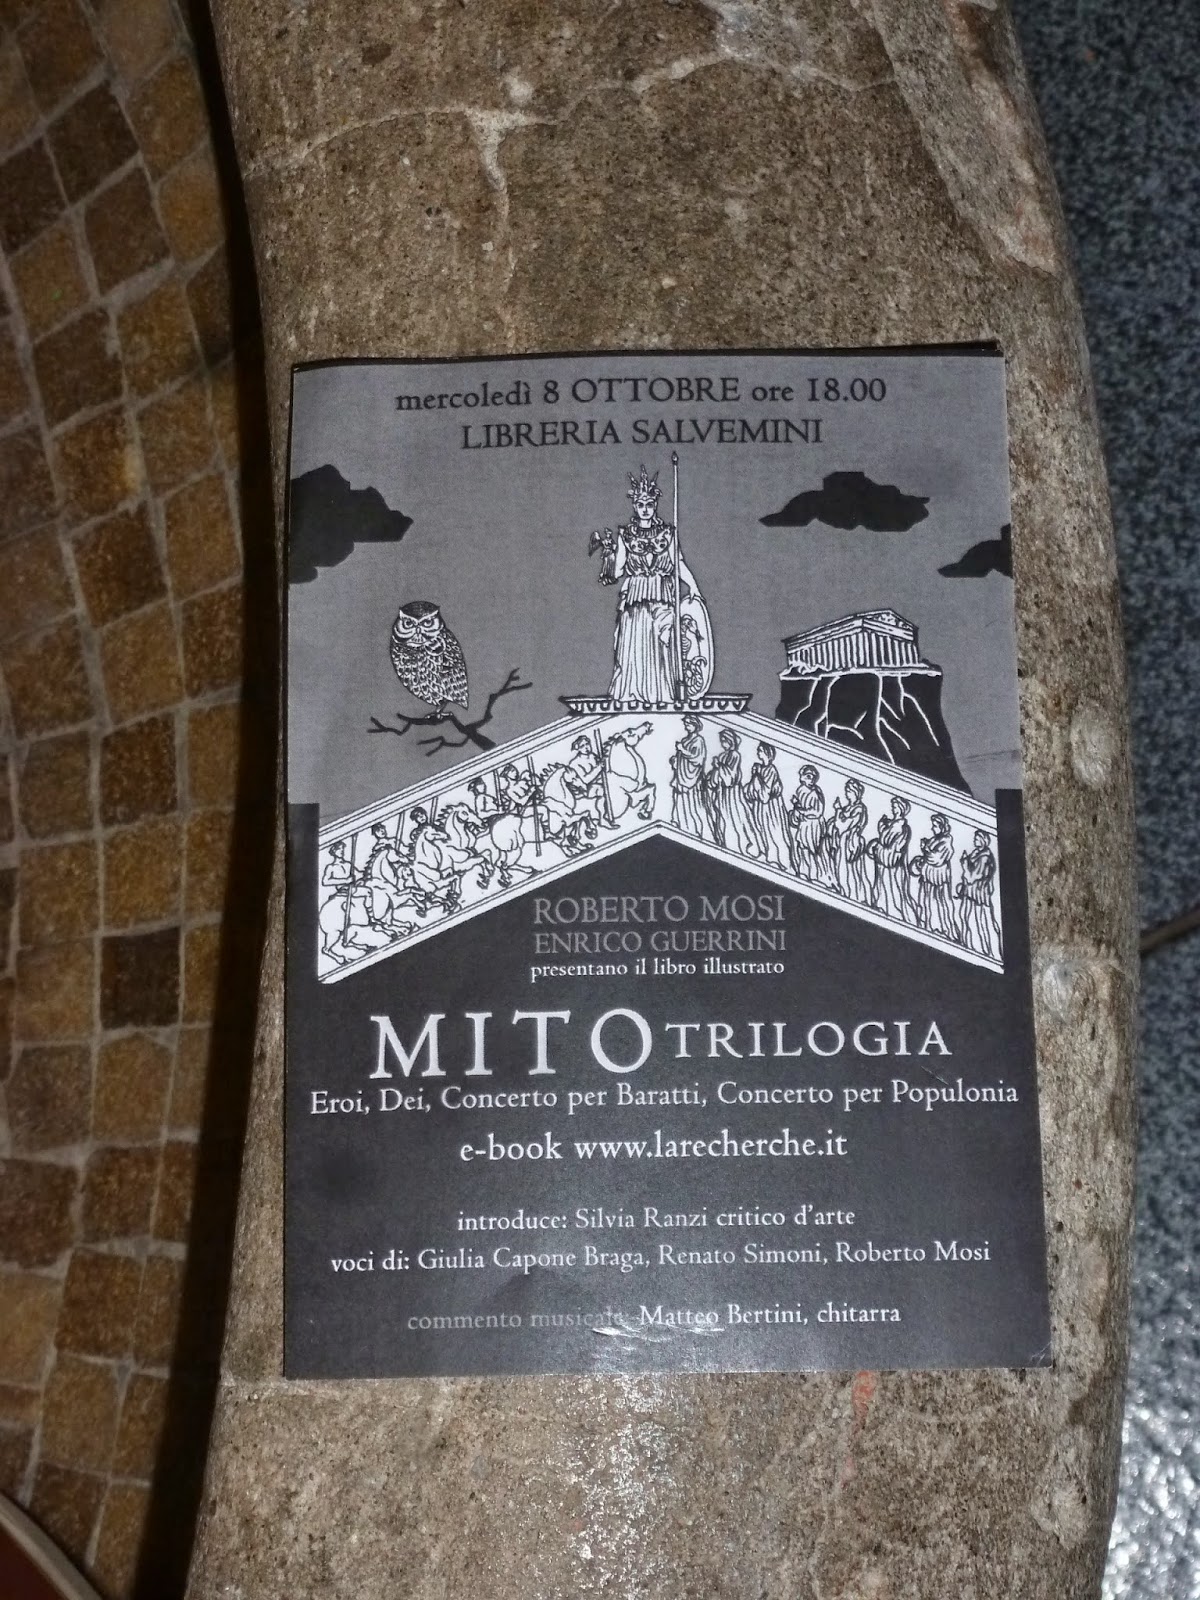 mercoledì 8 OTTOBRE ore 18.00
LIBRERIA SALVEMINI
ROBERTO MOSI
ENRICO GUERRINI
presentano il libro illustrato
MITO TRILOGIA
Eroi, Dei, Concerto per Baratti, Concerto per Populonia
e-book www.larecherche.it
introduce: Silvia Ranzi critico d'arte
voci di: Giulia Capone Braga, Renato Simoni, Roberto Mosi
commento musicale Matteo Bertini, chitarra